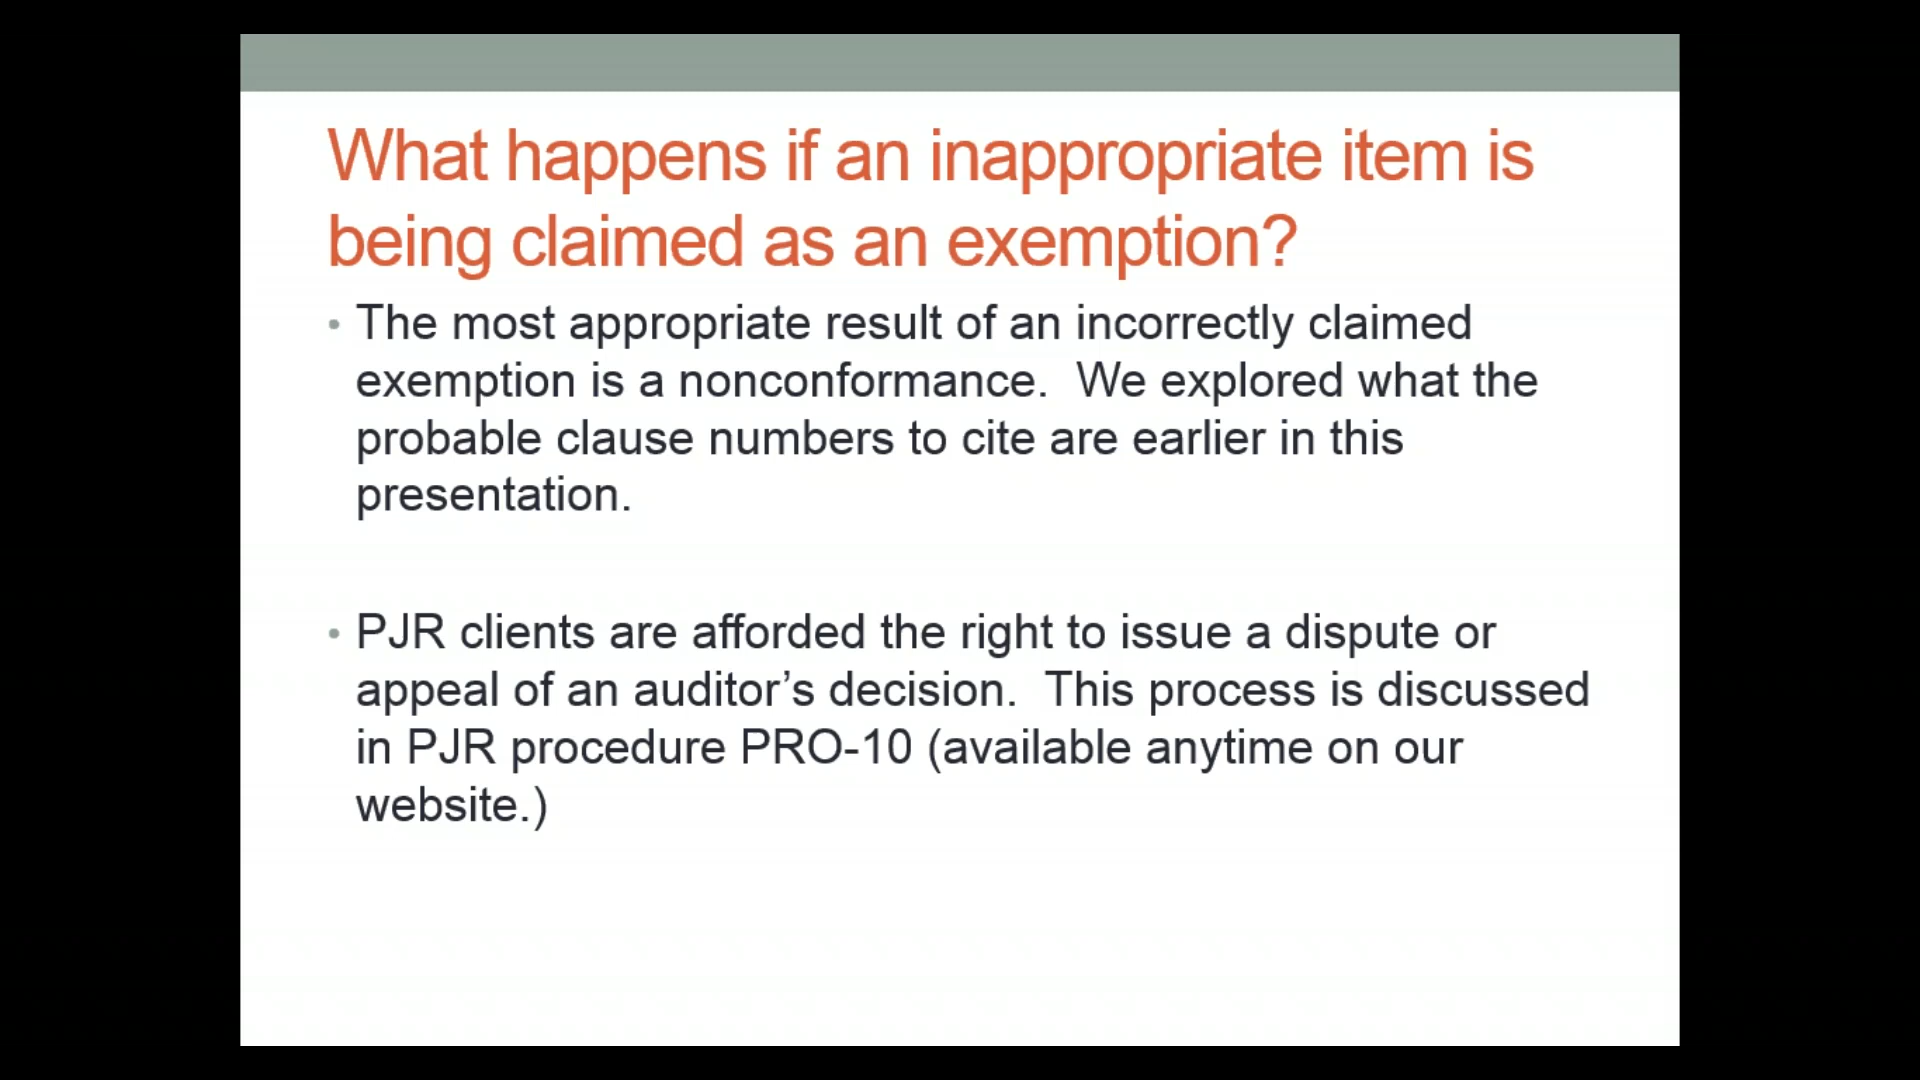 What happens if an inappropriate item is
being claimed as an exemption?
• The most appropriate result of an incorrectly claimed
exemption is a nonconformance.  We explored what the
probable clause numbers to cite are earlier in this
presentation.
• PJR clients are afforded the right to issue a dispute or
appeal of an auditor’s decision.  This process is discussed
in PJR procedure PRO-10 (available anytime on our
website.)